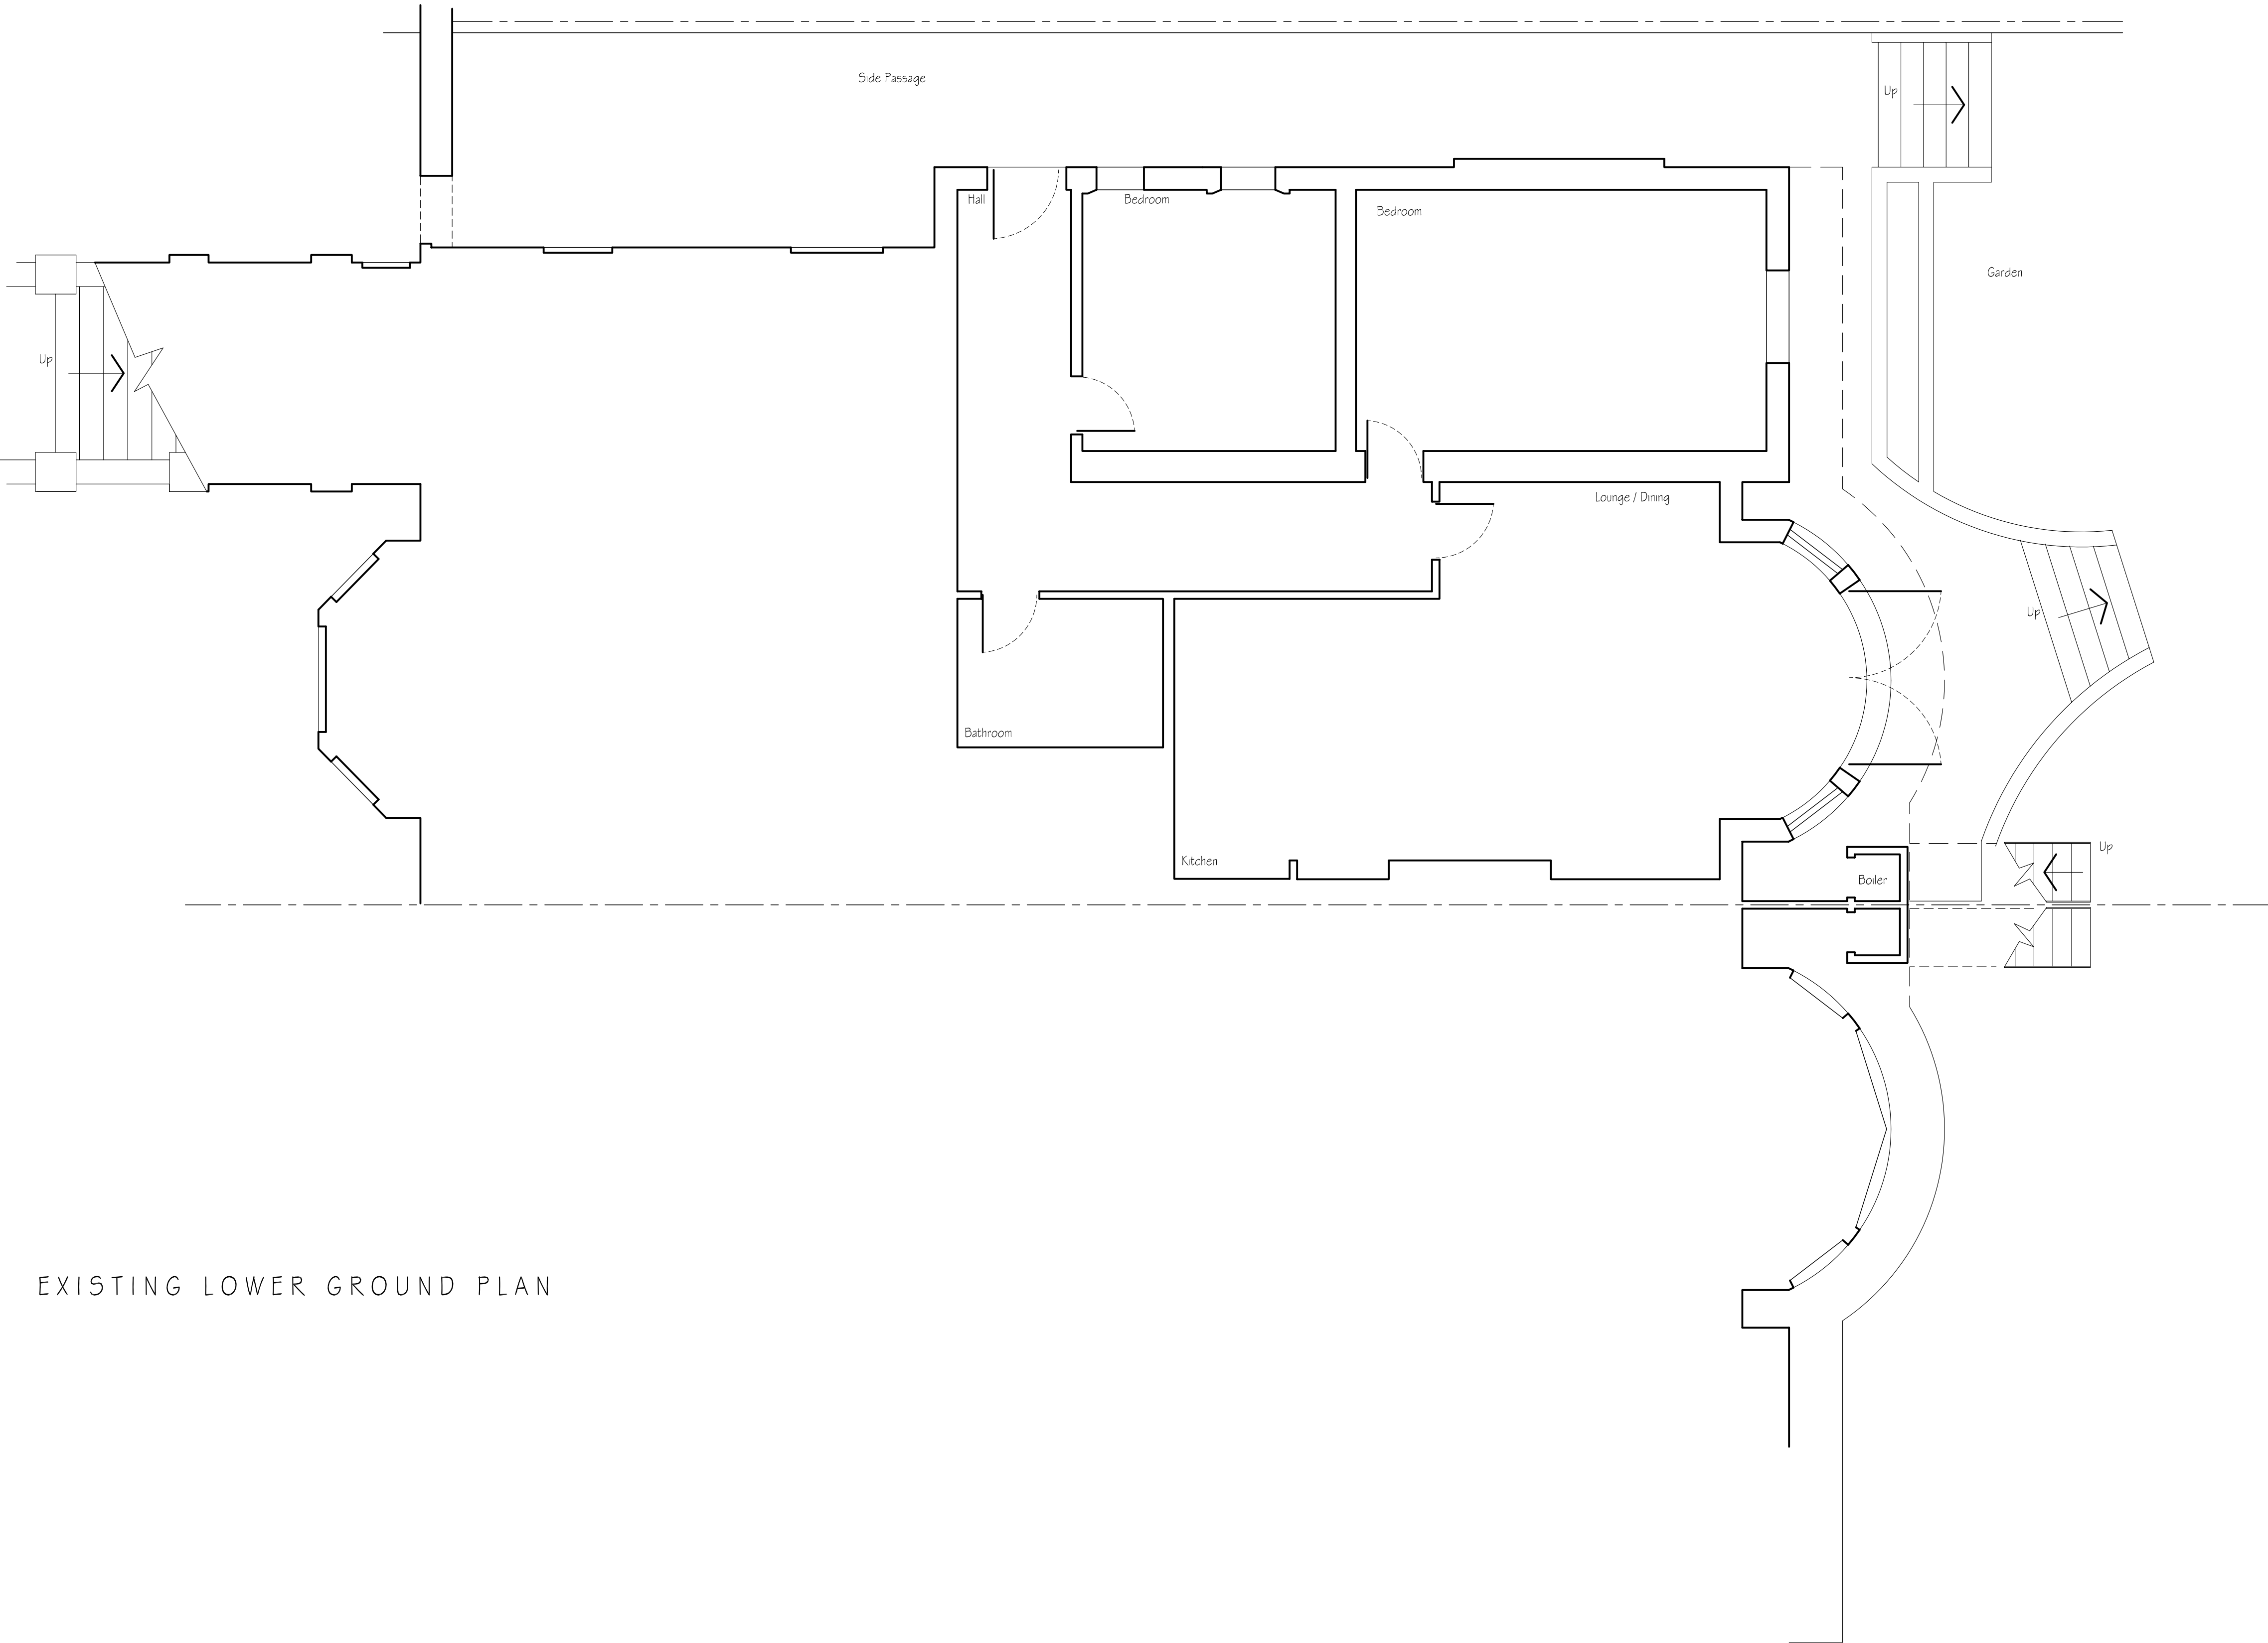 Side Passage
Up
Hall
Bedroom
Bedroom
Garden
Up
Lounge / Dining
Up
Bathroom
Up
Kitchen
Boiler
EXISTING LOWER GROUND PLAN